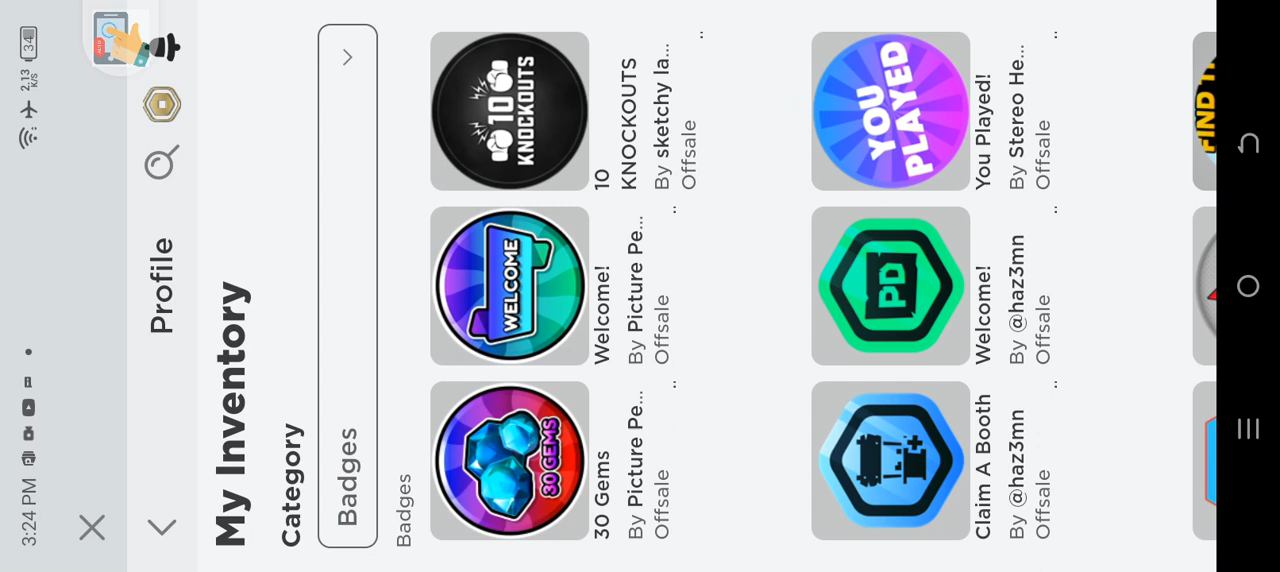 3:24 PM
2.13
K/S
34
Profile
My Inventory
Category
Badges
Badges
30 GEMS
WELCOME
10
KNOCKOUTS
30 Gems
Welcome!
10
KNOCKOUTS
By Picture Pe...
By Picture Pe...
By sketchy la...
Offsale
Offsale
Offsale
PD
YOU
PLAYED
Claim A Booth
Welcome!
You Played!
By @haz3mn
By @haz3mn
By Stereo He...
Offsale
Offsale
Offsale